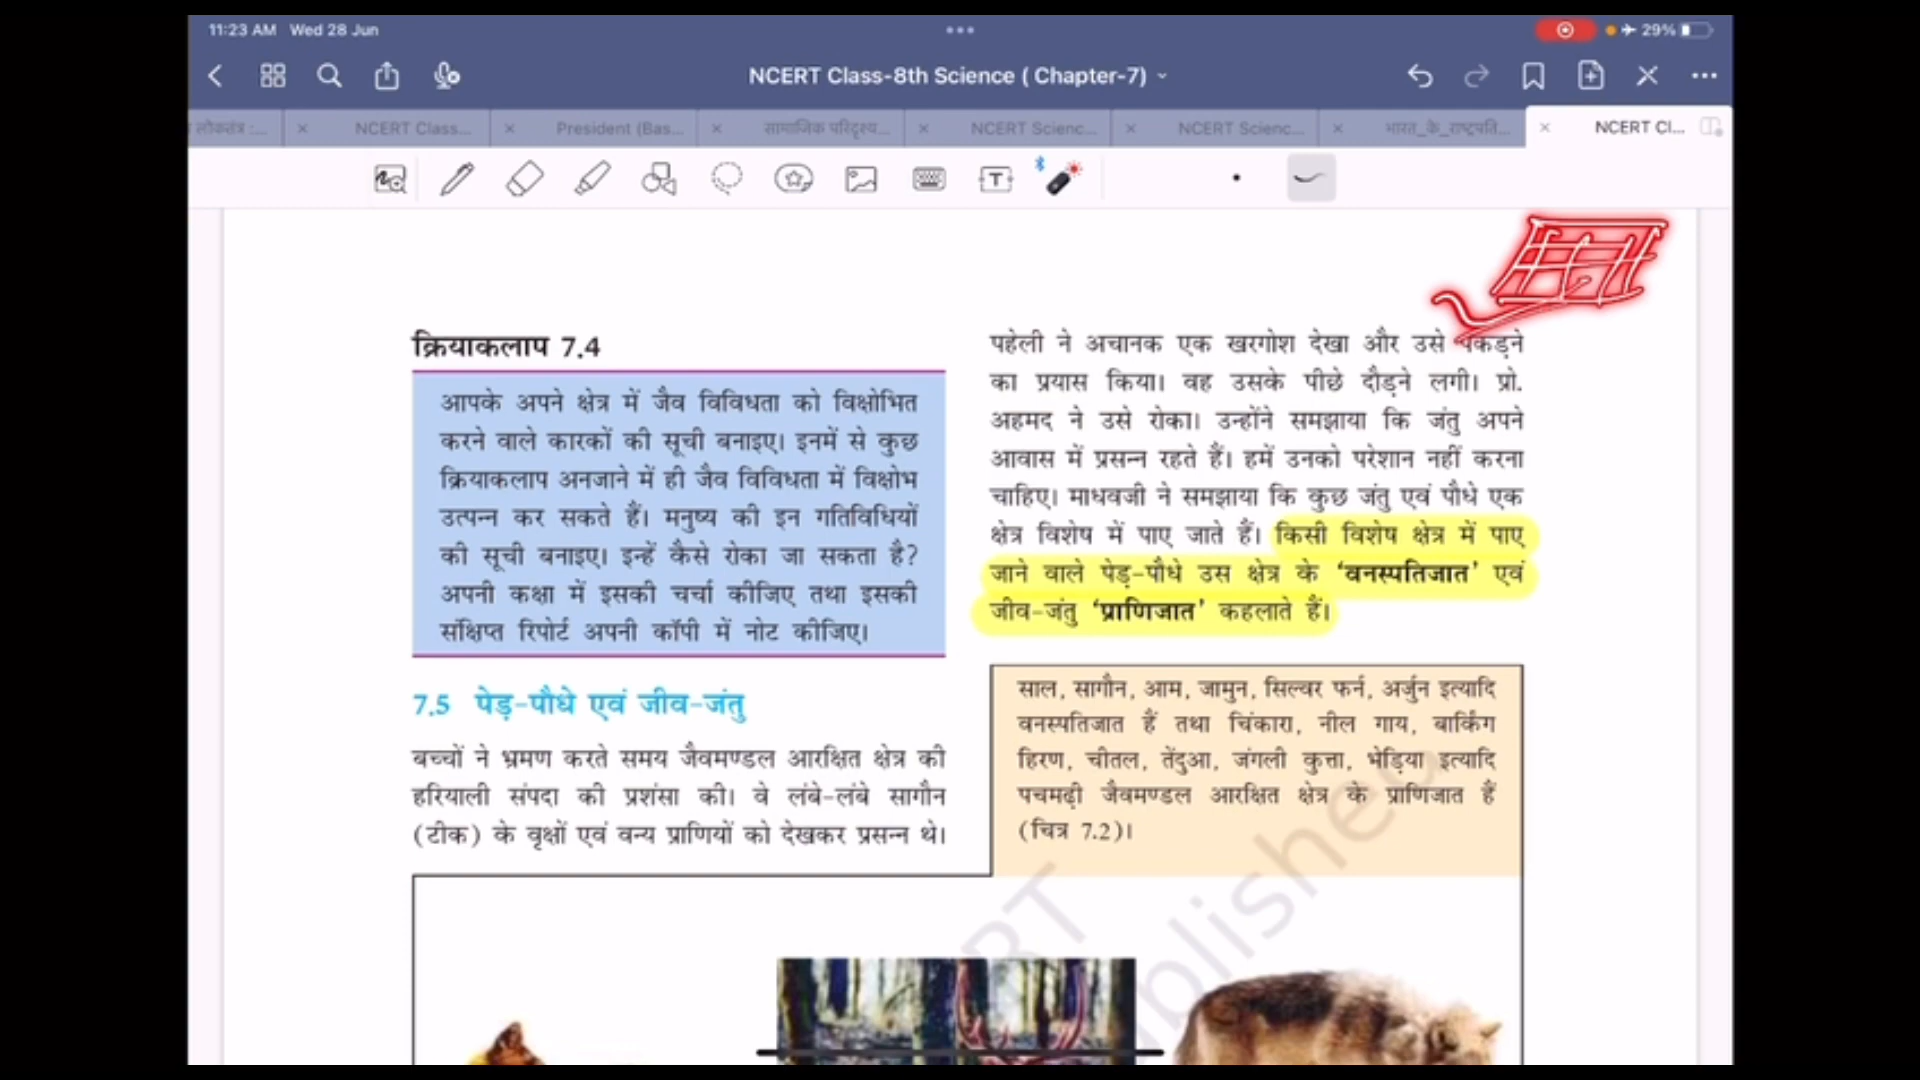 11:23 AM Wed 28 Jun
29%
NCERT Class-8th Science ( Chapter-7)
लोकतंत्र :...
NCERT Class...
President (Bas...
सामाजिक परिदृश्य...
NCERT Scienc...
NCERT Scienc...
भारत_के_राष्ट्रपति...
NCERT Cl...
क्रियाकलाप 7.4
आपके अपने क्षेत्र में जैव विविधता को विक्षोभित
करने वाले कारकों की सूची बनाइए। इनमें से कुछ
क्रियाकलाप अनजाने में ही जैव विविधता में विक्षोभ
उत्पन्न कर सकते हैं। मनुष्य की इन गतिविधियों
की सूची बनाइए। इन्हें कैसे रोका जा सकता है?
अपनी कक्षा में इसकी चर्चा कीजिए तथा इसकी
संक्षिप्त रिपोर्ट अपनी कॉपी में नोट कीजिए।
7.5 पेड़-पौधे एवं जीव-जंतु
बच्चों ने भ्रमण करते समय जैवमण्डल आरक्षित क्षेत्र की
हरियाली संपदा की प्रशंसा की। वे लंबे-लंबे सागौन
(टीक) के वृक्षों एवं वन्य प्राणियों को देखकर प्रसन्न थे।
पहेली ने अचानक एक खरगोश देखा और उसे पकड़ने
का प्रयास किया। वह उसके पीछे दौड़ने लगी। प्रो.
अहमद ने उसे रोका। उन्होंने समझाया कि जंतु अपने
आवास में प्रसन्न रहते हैं। हमें उनको परेशान नहीं करना
चाहिए। माधवजी ने समझाया कि कुछ जंतु एवं पौधे एक
क्षेत्र विशेष में पाए जाते हैं। किसी विशेष क्षेत्र में पाए
जाने वाले पेड़-पौधे उस क्षेत्र के 'वनस्पतिजात' एवं
जीव-जंतु 'प्राणिजात' कहलाते हैं।
साल, सागौन, आम, जामुन, सिल्वर फर्न, अर्जुन इत्यादि
वनस्पतिजात हैं तथा चिंकारा, नील गाय, बार्किंग
हिरण, चीतल, तेंदुआ, जंगली कुत्ता, भेड़िया इत्यादि
पचमढ़ी जैवमण्डल आरक्षित क्षेत्र के प्राणिजात हैं
(चित्र 7.2)।